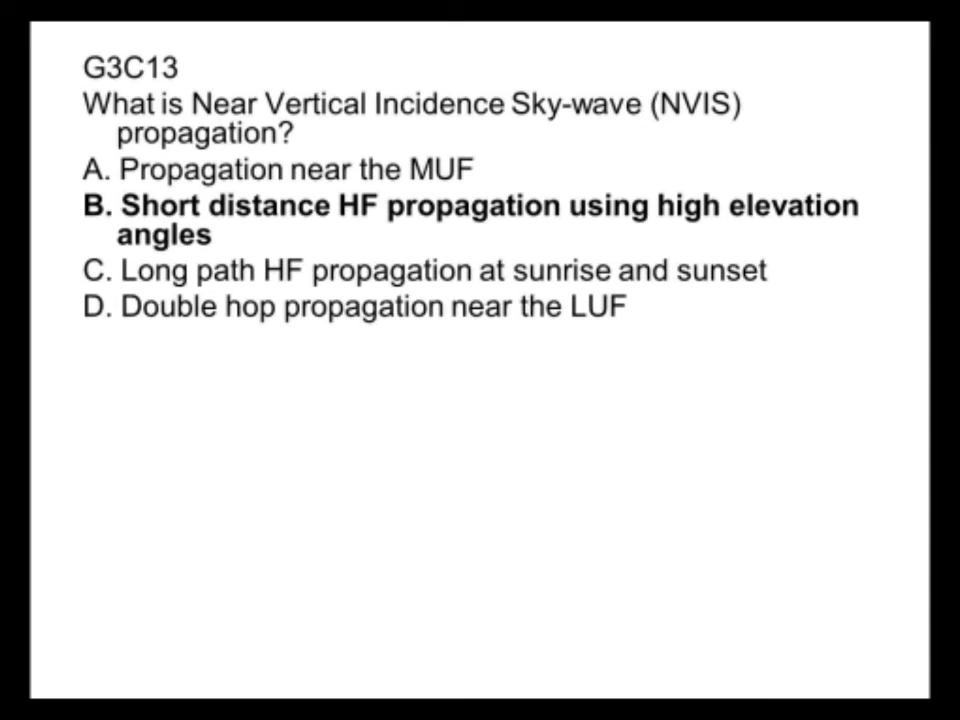 G3C13
What is Near Vertical Incidence Sky-wave (NVIS)
propagation?
A. Propagation near the MUF
B. Short distance HF propagation using high elevation
angles
C. Long path HF propagation at sunrise and sunset
D. Double hop propagation near the LUF